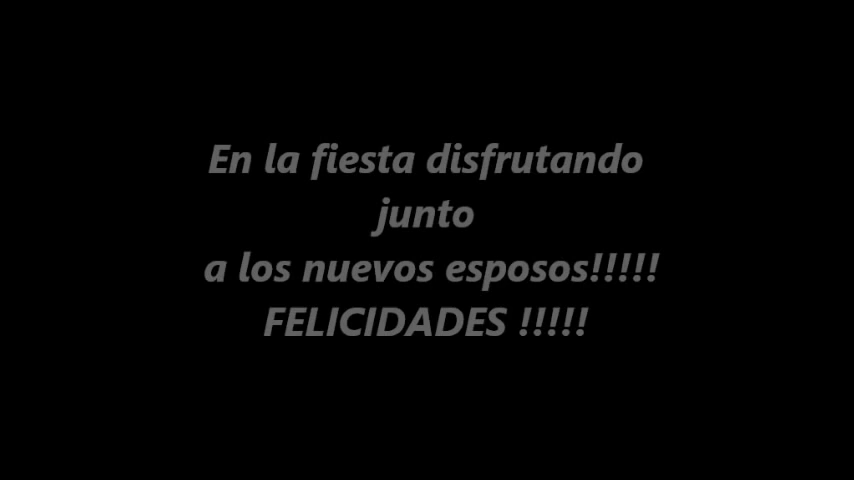 En la fiesta disfrutando
junto
a los nuevos esposos!!!!!
FELICIDADES !!!!!